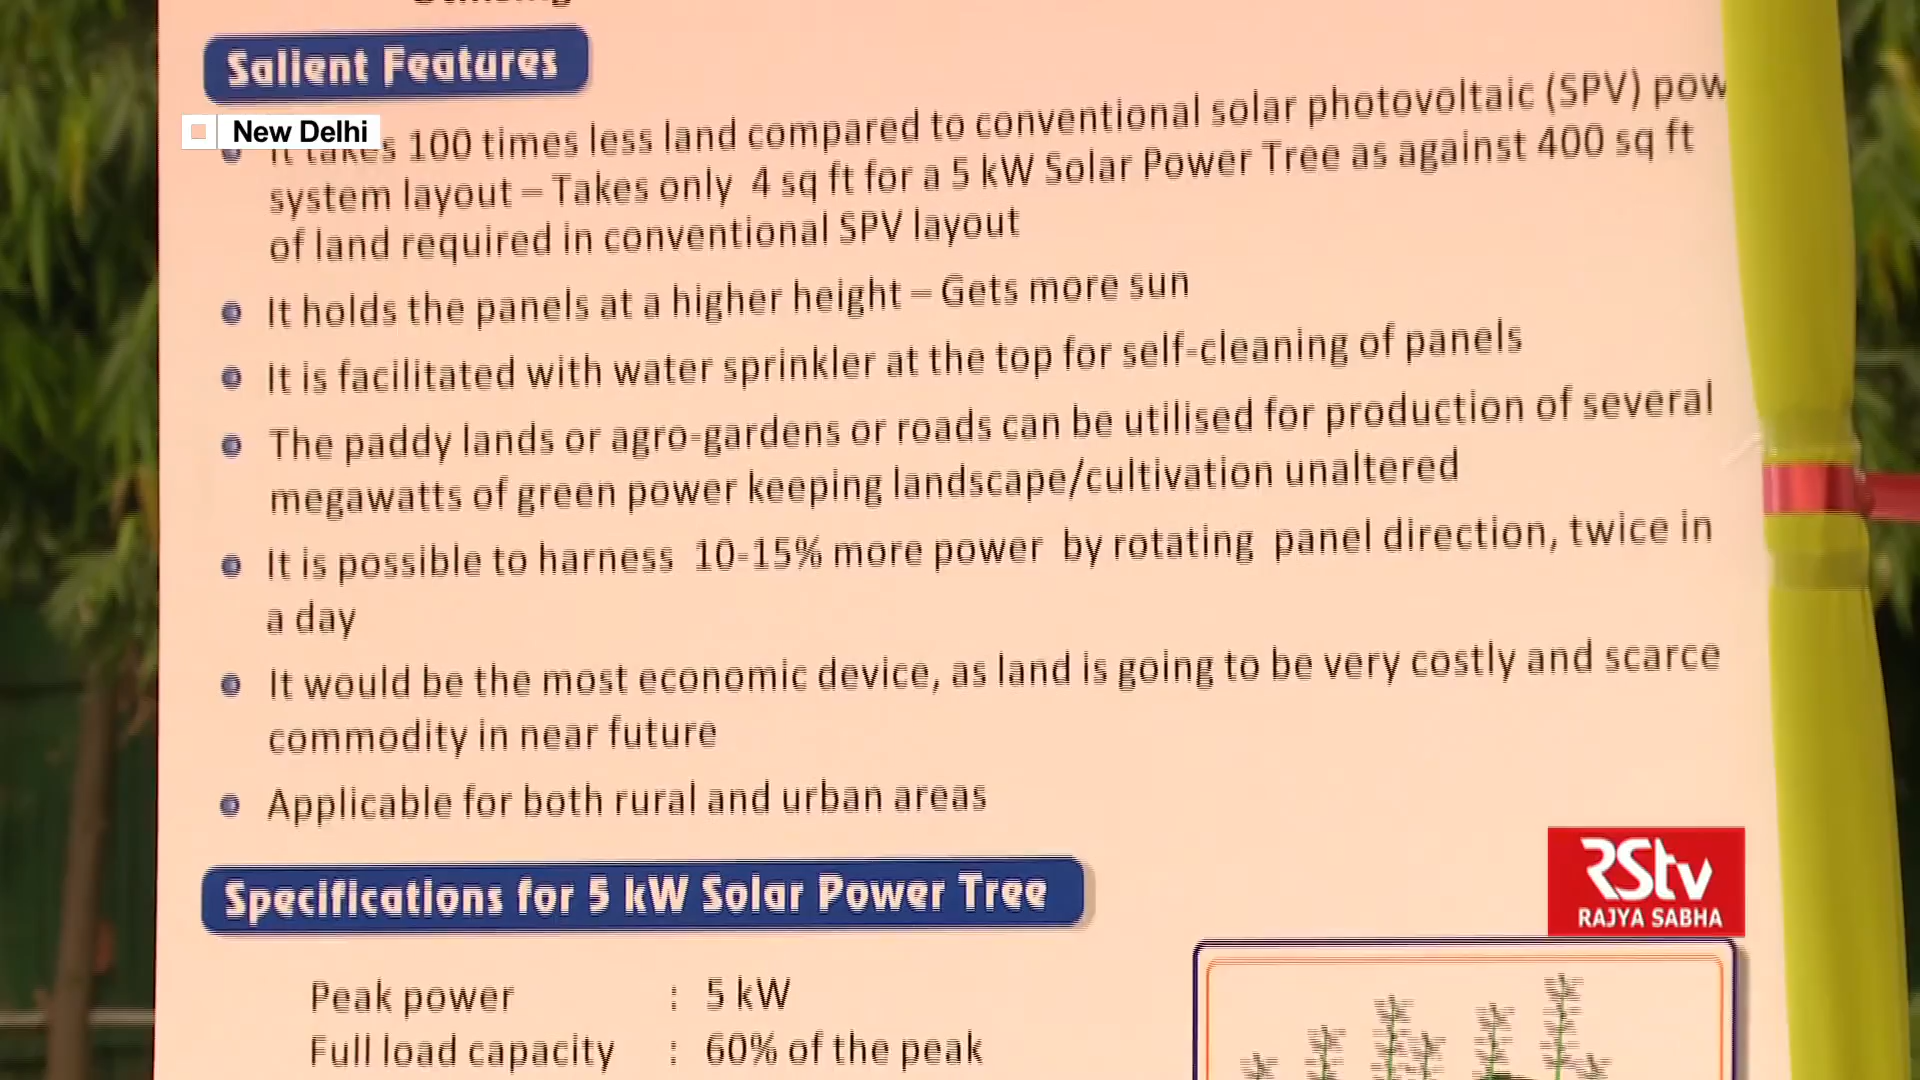 Salient Features
New Delhi
takes 100 times less land compared to conventional solar photovoltaic (SPV) pow
system layout – Takes only 4 sq ft for a 5 kW Solar Power Tree as against 400 sq ft
of land required in conventional SPV layout
It holds the panels at a higher height – Gets more sun
It is facilitated with water sprinkler at the top for self-cleaning of panels
The paddy lands or agro-gardens or roads can be utilised for production of several
megawatts of green power keeping landscape/cultivation unaltered
It is possible to harness 10-15% more power by rotating panel direction, twice in
a day
It would be the most economic device, as land is going to be very costly and scarce
commodity in near future
Applicable for both rural and urban areas
Specifications for 5 kW Solar Power Tree
RStv
RAJYA SABHA
Peak power : 5 kW
Full load capacity : 60% of the peak